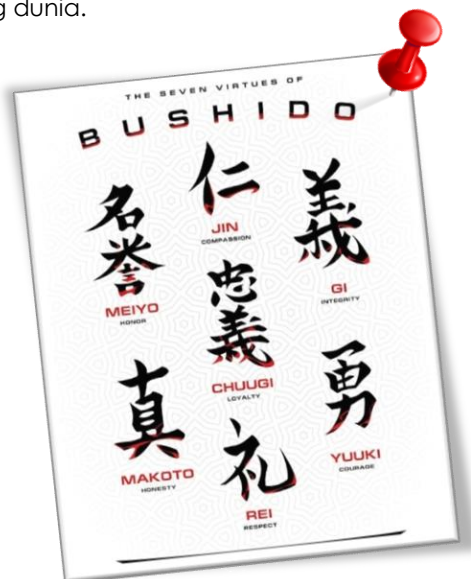 g dunia.
THE SEVEN VIRTUES OF
BUSHIDO
名誉
MEIYO
HONOR
仁
JIN
COMPASSION
義
GI
INTEGRITY
忠義
CHUUGI
LOYALTY
真
MAKOTO
HONESTY
礼
REI
RESPECT
勇
YUUKI
COURAGE